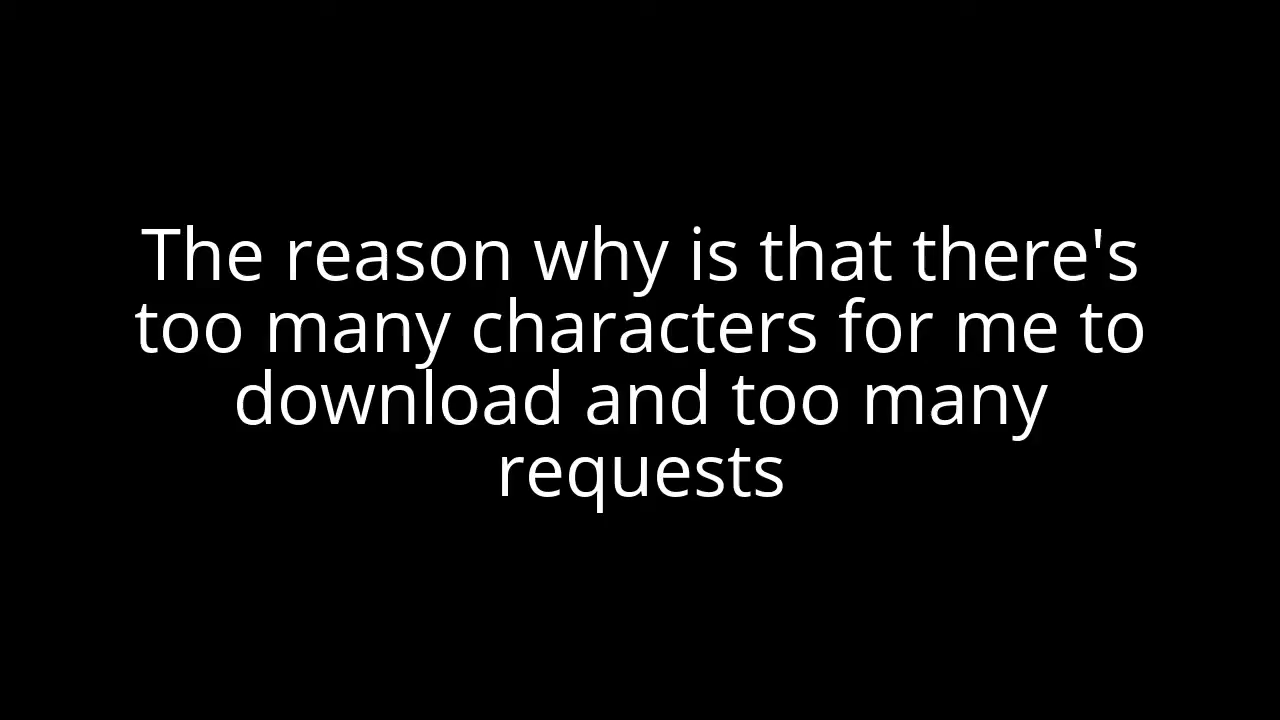 The reason why is that there's
too many characters for me to
download and too many
requests